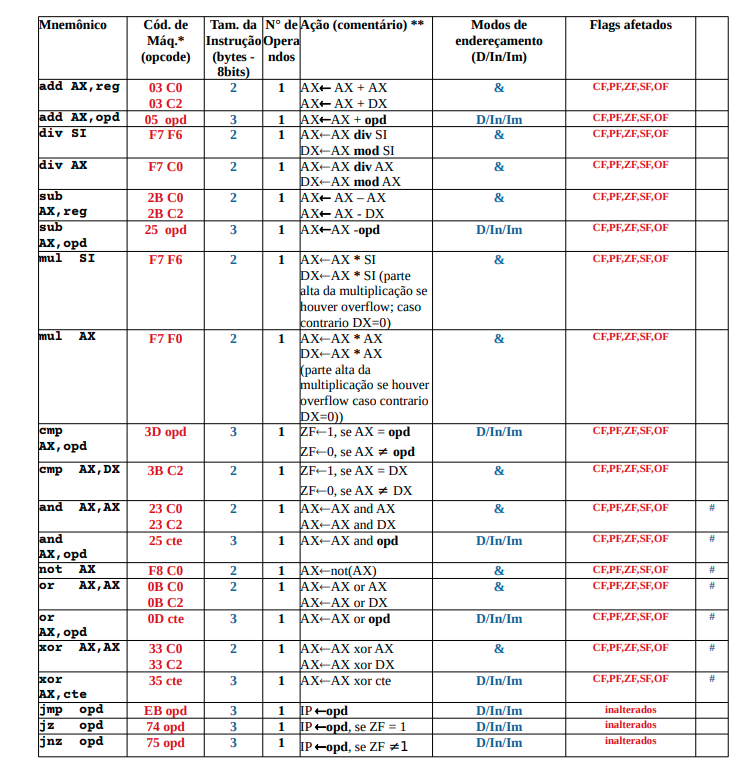 Mnemônico | Cód. de Máq.* (opcode) | Tam. da Instrução (bytes - 8bits) | N° de Opera ndos | Ação (comentário) ** | Modos de endereçamento (D/In/Im) | Flags afetados
add AX,reg | 03 C0 | 2 | 1 | AX← AX + AX | & | CF,PF,ZF,SF,OF
03 C2 | AX← AX + DX
add AX,opd | 05 opd | 3 | 1 | AX←AX + opd | D/In/Im | CF,PF,ZF,SF,OF
div SI | F7 F6 | 2 | 1 | AX←AX div SI | & | CF,PF,ZF,SF,OF
DX←AX mod SI
div AX | F7 C0 | 2 | 1 | AX←AX div AX | & | CF,PF,ZF,SF,OF
DX←AX mod AX
sub | 2B C0 | 2 | 1 | AX← AX – AX | & | CF,PF,ZF,SF,OF
AX,reg | 2B C2 | AX← AX - DX
sub | 25 opd | 3 | 1 | AX←AX -opd | D/In/Im | CF,PF,ZF,SF,OF
AX,opd
mul SI | F7 F6 | 2 | 1 | AX←AX * SI | & | CF,PF,ZF,SF,OF
DX←AX * SI (parte
alta da multiplicação se
houver overflow; caso
contrario DX=0)
mul AX | F7 F0 | 2 | 1 | AX←AX * AX | & | CF,PF,ZF,SF,OF
DX←AX * AX
(parte alta da
multiplicação se houver
overflow caso contrario
DX=0))
cmp | 3D opd | 3 | 1 | ZF←1, se AX = opd | D/In/Im | CF,PF,ZF,SF,OF
AX,opd | ZF←0, se AX ≠ opd
cmp AX,DX | 3B C2 | 2 | 1 | ZF←1, se AX = DX | & | CF,PF,ZF,SF,OF
ZF←0, se AX ≠ DX
and AX,AX | 23 C0 | 2 | 1 | AX←AX and AX | & | CF,PF,ZF,SF,OF | #
23 C2 | AX←AX and DX
and | 25 cte | 3 | 1 | AX←AX and opd | D/In/Im | CF,PF,ZF,SF,OF | #
AX,opd
not AX | F8 C0 | 2 | 1 | AX←not(AX) | & | CF,PF,ZF,SF,OF | #
or AX,AX | 0B C0 | 2 | 1 | AX←AX or AX | & | CF,PF,ZF,SF,OF | #
0B C2 | AX←AX or DX
or | 0D cte | 3 | 1 | AX←AX or opd | D/In/Im | CF,PF,ZF,SF,OF | #
AX,opd
xor AX,AX | 33 C0 | 2 | 1 | AX←AX xor AX | & | CF,PF,ZF,SF,OF | #
33 C2 | AX←AX xor DX
xor | 35 cte | 3 | 1 | AX←AX xor cte | D/In/Im | CF,PF,ZF,SF,OF | #
AX,cte
jmp opd | EB opd | 3 | 1 | IP ←opd | D/In/Im | inalterados
jz opd | 74 opd | 3 | 1 | IP ←opd, se ZF = 1 | D/In/Im | inalterados
jnz opd | 75 opd | 3 | 1 | IP ←opd, se ZF ≠1 | D/In/Im | inalterados